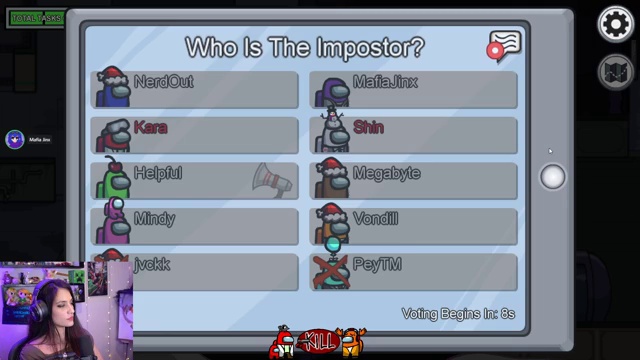 TOTAL TASKS
Who Is The Impostor?
NerdOut
MafiaJinx
Kara
Shin
Mafia Jinx
Helpful
Megabyte
Mindy
Vondill
jvckk
PeyTM
Voting Begins In: 8s
KILL